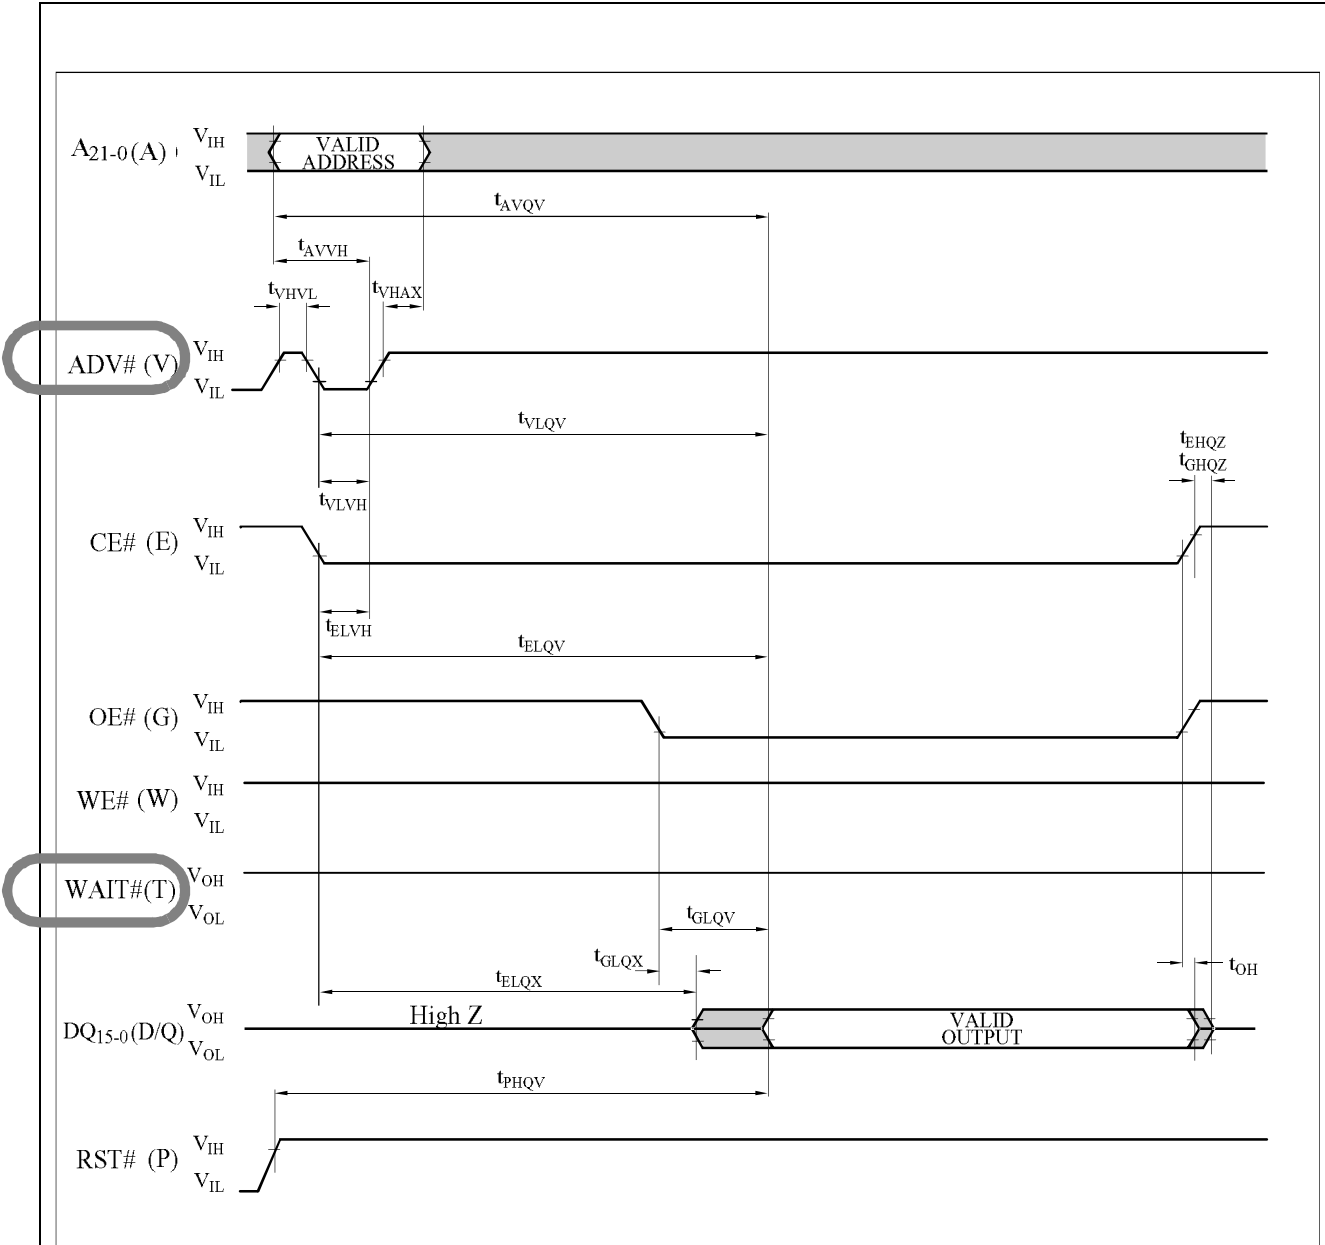 A21-0(A)
VIH
VALID
ADDRESS
VIL
tAVQV
tAVVH
tVHVL
tVHAX
ADV# (V)
VIH
VIL
tVLQV
tEHQZ
tGHQZ
tVLVH
CE# (E)
VIH
VIL
tELVH
tELQV
OE# (G)
VIH
VIL
WE# (W)
VIH
VIL
WAIT#(T)
VOH
VOL
tGLQV
tGLQX
tOH
tELQX
DQ15-0(D/Q)
VOH
High Z
VALID
OUTPUT
VOL
tPHQV
RST# (P)
VIH
VIL